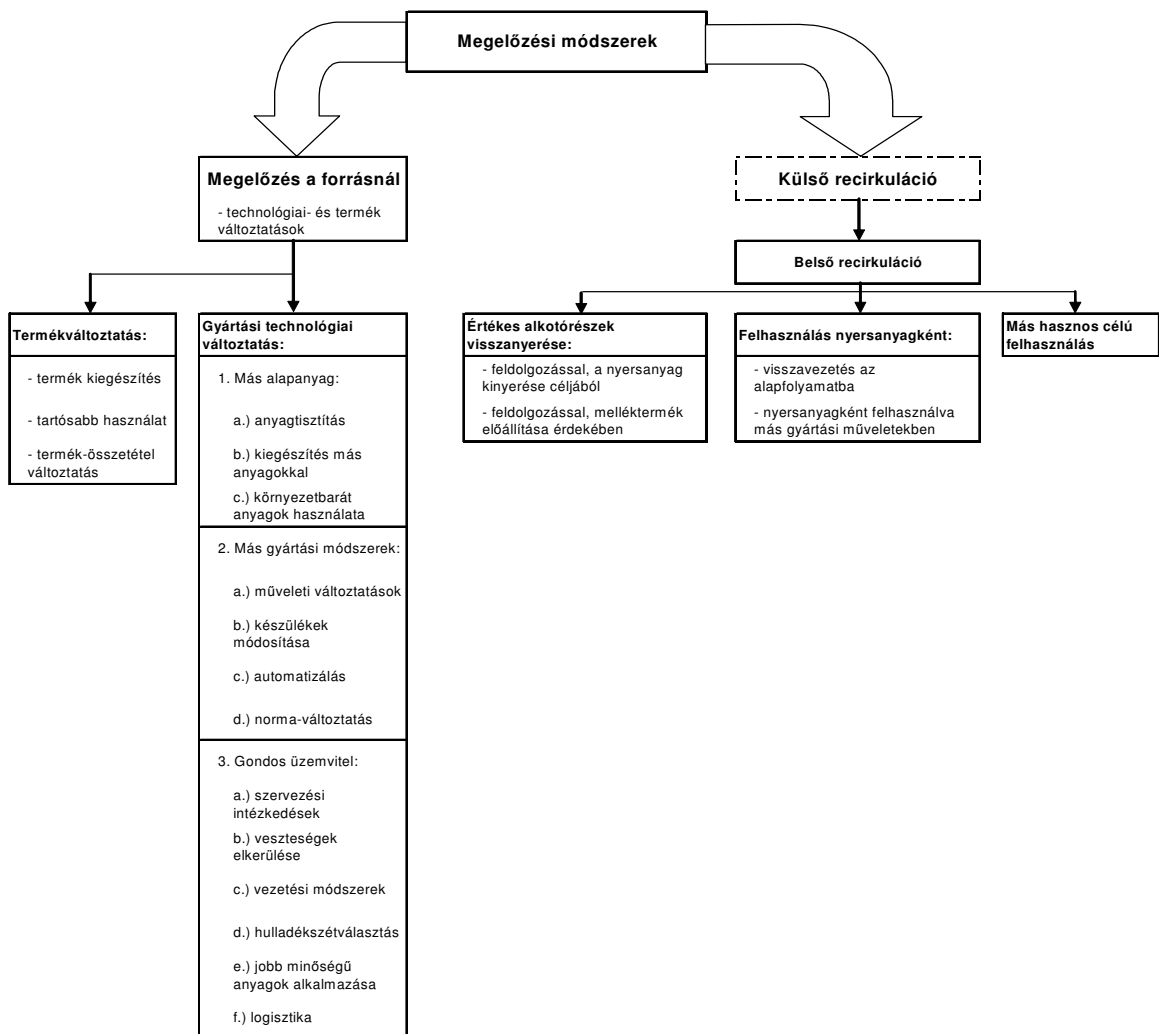 Megelőzési módszerek
Megelőzés a forrásnál
- technológiai- és termék
változtatások
Külső recirkuláció
Belső recirkuláció
Termékváltoztatás:
- termék kiegészítés
- tartósabb használat
- termék-összetétel
változtatás
Gyártási technológiai
változtatás:
1. Más alapanyag:
a.) anyagtisztítás
b.) kiegészítés más
anyagokkal
c.) környezetbarát
anyagok használata
2. Más gyártási módszerek:
a.) műveleti változtatások
b.) készülékek
módosítása
c.) automatizálás
d.) norma-változtatás
3. Gondos üzemvitel:
a.) szervezési
intézkedések
b.) veszteségek
elkerülése
c.) vezetési módszerek
d.) hulladékszétválasztás
e.) jobb minőségű
anyagok alkalmazása
f.) logisztika
Értékes alkotórészek
visszanyerése:
- feldolgozással, a nyersanyag
kinyerése céljából
- feldolgozással, melléktermék
előállítása érdekében
Felhasználás nyersanyagként:
- visszavezetés az
alapfolyamatba
- nyersanyagként felhasználva
más gyártási műveletekben
Más hasznos célú
felhasználás